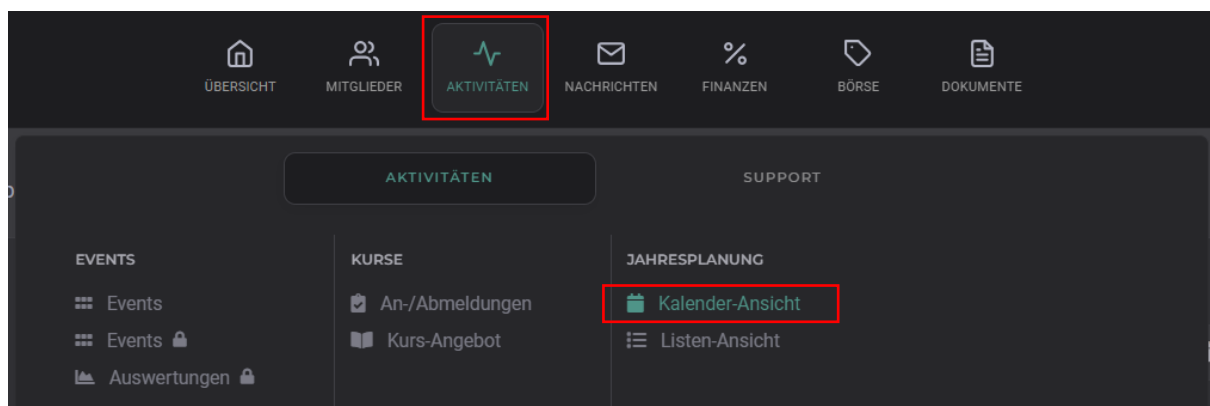 ÜBERSICHT MITGLIEDER AKTIVITÄTEN NACHRICHTEN FINANZEN BÖRSE DOKUMENTE
AKTIVITÄTEN SUPPORT
EVENTS
Events
Events
Auswertungen
KURSE
An-/Abmeldungen
Kurs-Angebot
JAHRESPLANUNG
Kalender-Ansicht
Listen-Ansicht